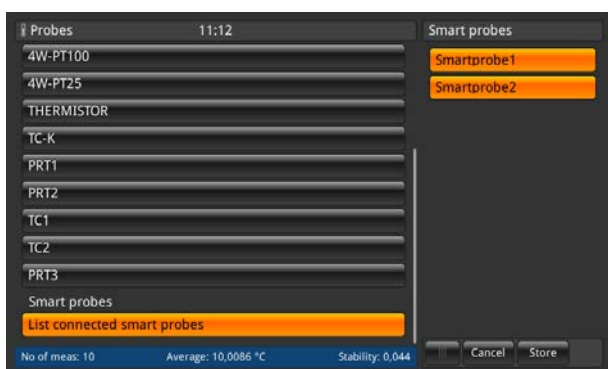 Probes 11:12
4W-PT100
4W-PT25
THERMISTOR
TC-K
PRT1
PRT2
TC1
TC2
PRT3
Smart probes
List connected smart probes
No of meas: 10 Average: 10,0086 °C Stability: 0,044
Smart probes
Smartprobe1
Smartprobe2
Cancel Store